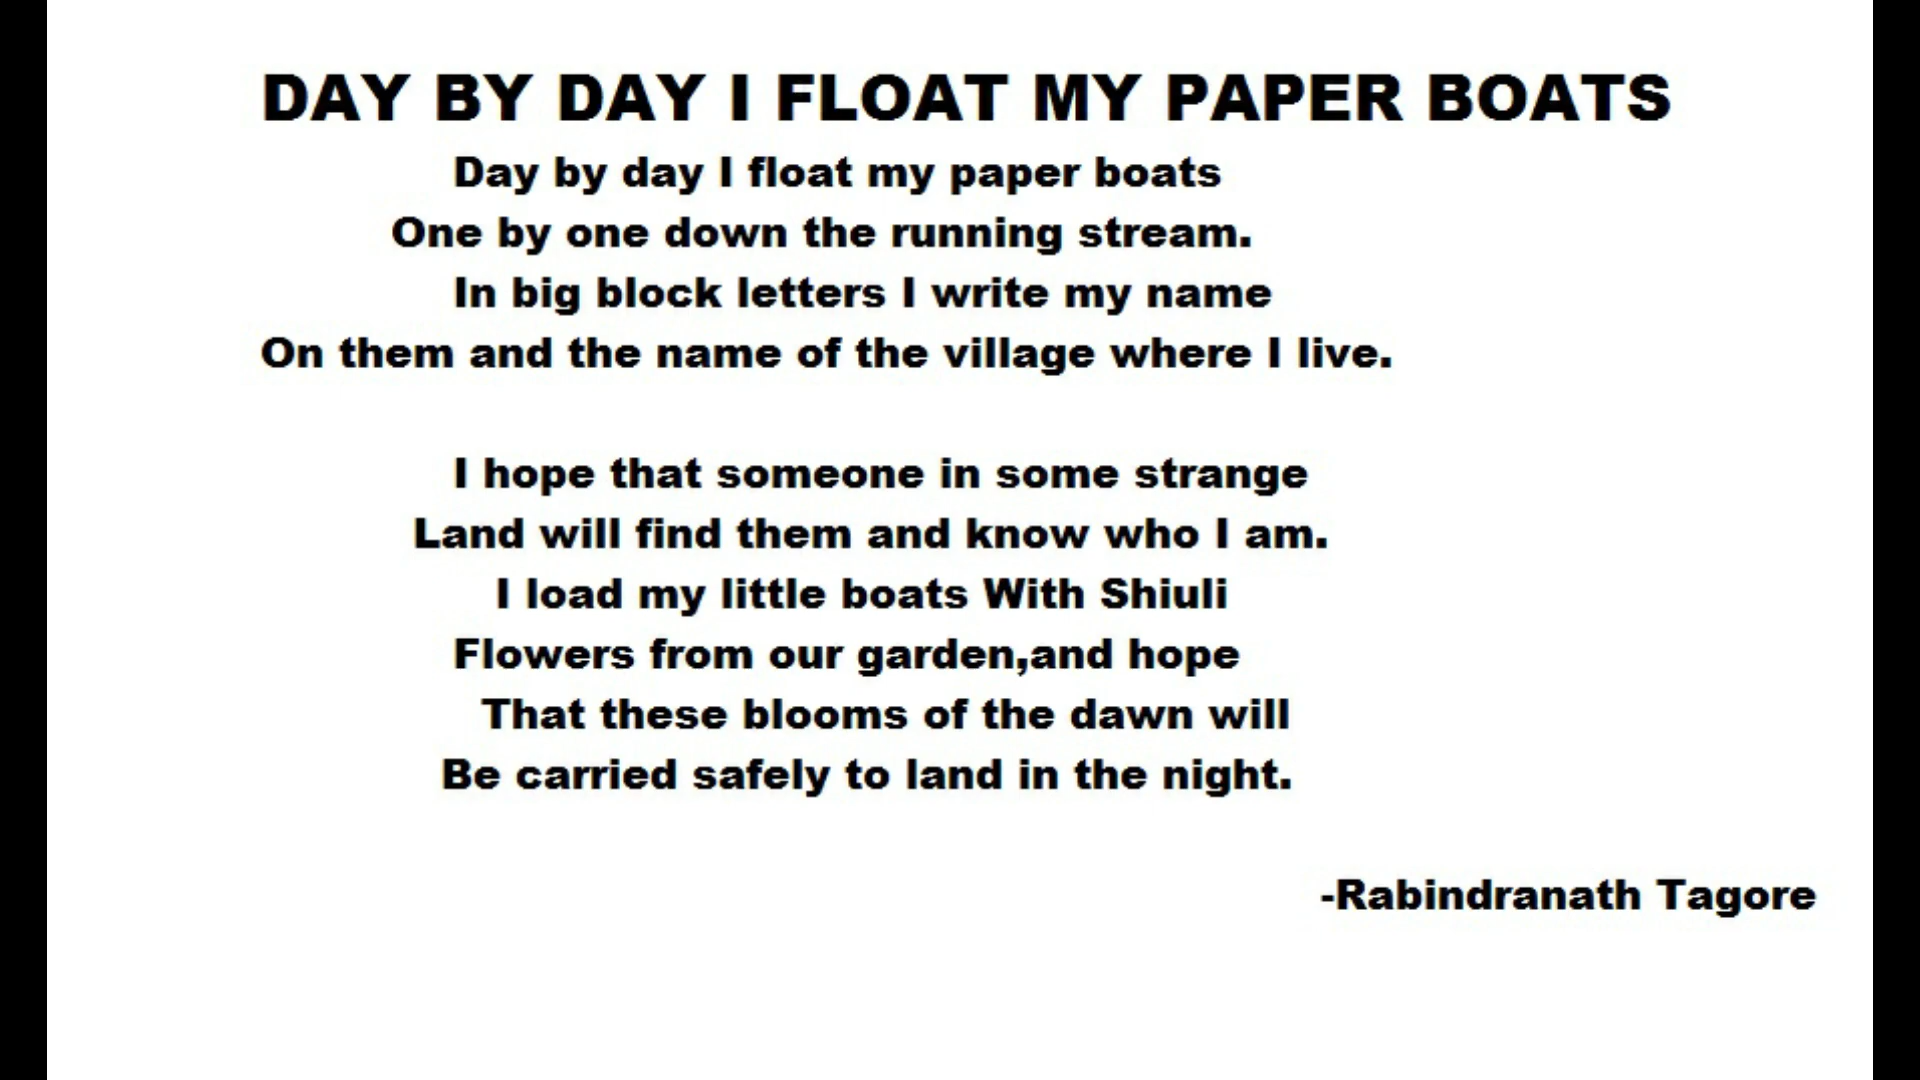 DAY BY DAY I FLOAT MY PAPER BOATS
Day by day I float my paper boats
One by one down the running stream.
In big block letters I write my name
On them and the name of the village where I live.
I hope that someone in some strange
Land will find them and know who I am.
I load my little boats With Shiuli
Flowers from our garden,and hope
That these blooms of the dawn will
Be carried safely to land in the night.
-Rabindranath Tagore